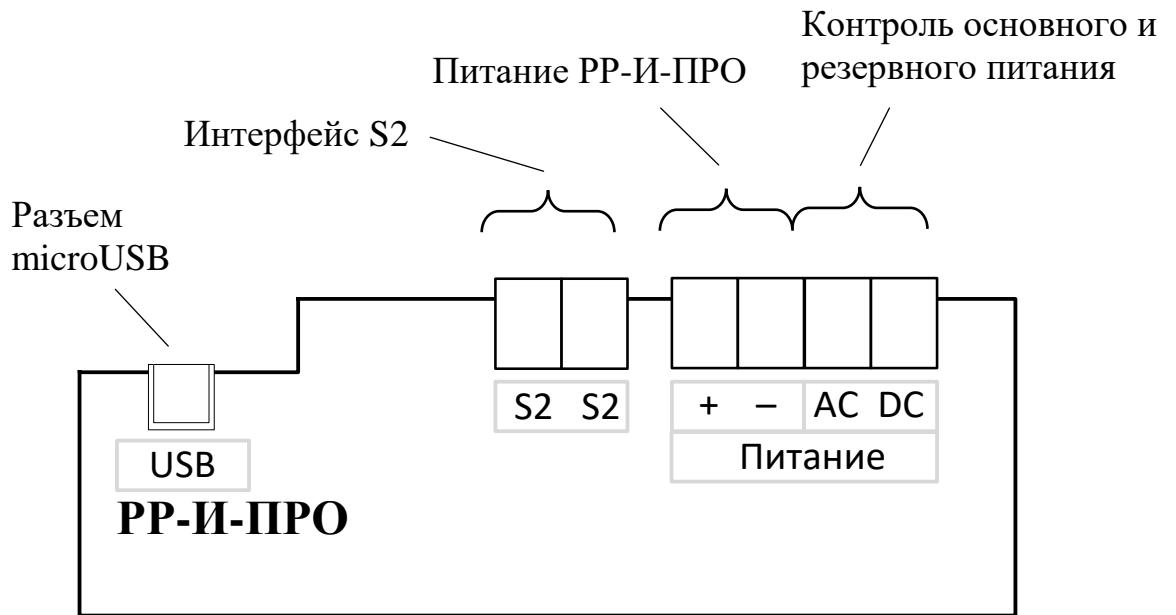 Контроль основного и
резервного питания
Питание РР-И-ПРО
Интерфейс S2
Разъем
microUSB
S2 S2
+ – AC DC
Питание
USB
РР-И-ПРО